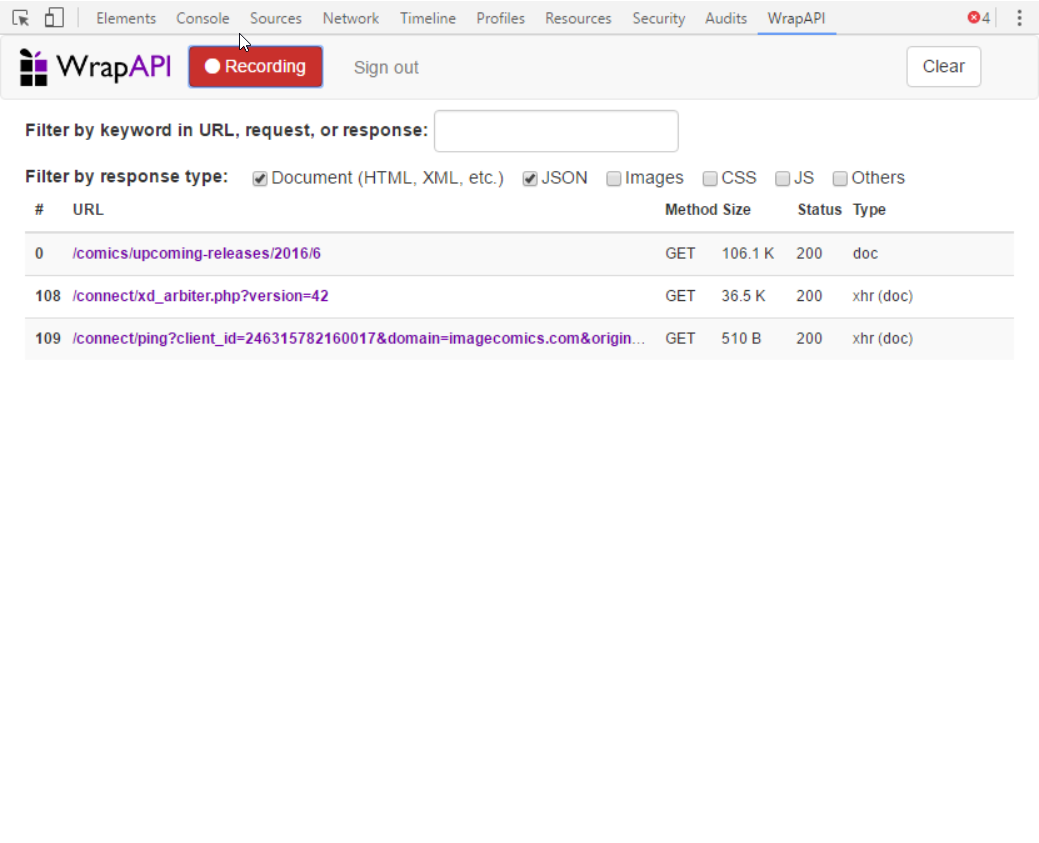 Elements Console Sources Network Timeline Profiles Resources Security Audits WrapAPI 4
WrapAPI Recording Sign out Clear
Filter by keyword in URL, request, or response:
Filter by response type: Document (HTML, XML, etc.) JSON Images CSS JS Others
# URL Method Size Status Type
0 /comics/upcoming-releases/2016/6 GET 106.1 K 200 doc
108 /connect/xd_arbiter.php?version=42 GET 36.5 K 200 xhr (doc)
109 /connect/ping?client_id=246315782160017&domain=imagecomics.com&origin... GET 510 B 200 xhr (doc)